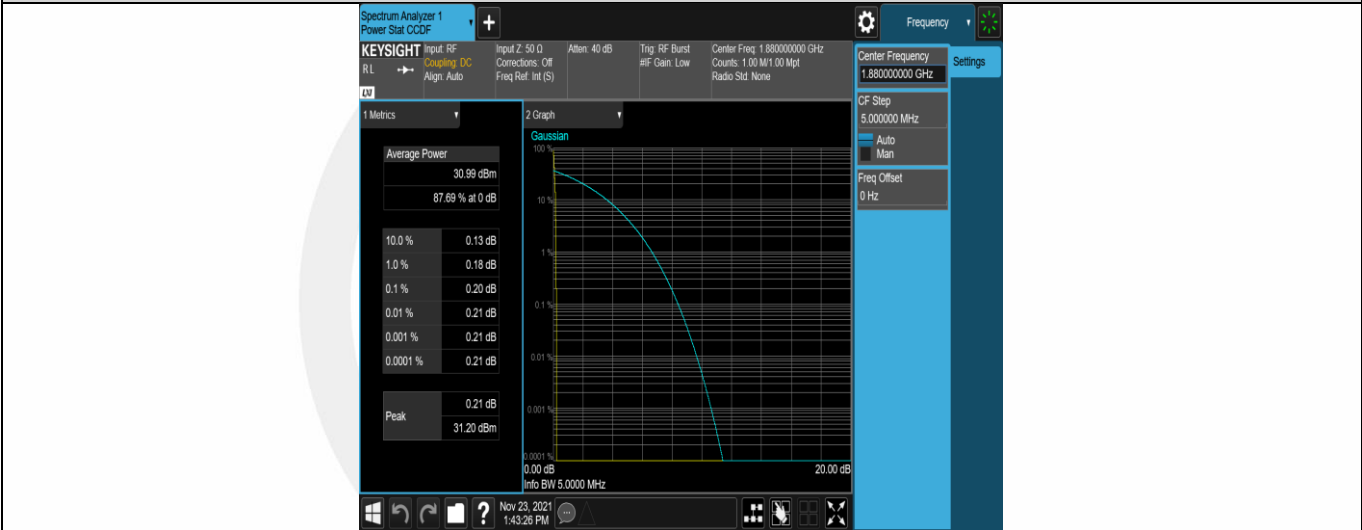 Spectrum Analyzer 1
Power Stat CCDF
+
Frequency
KEYSIGHT
RL
LXI
Input: RF
Coupling: DC
Align: Auto
Input Z: 50 Ω
Corrections: Off
Freq Ref: Int (S)
Atten: 40 dB
Trig: RF Burst
#IF Gain: Low
Center Freq: 1.880000000 GHz
Counts: 1.00 M/1.00 Mpt
Radio Std: None
Center Frequency
1.880000000 GHz
Settings
CF Step
5.000000 MHz
Auto
Man
Freq Offset
0 Hz
1 Metrics
Average Power
30.99 dBm
87.69 % at 0 dB
10.0 % 0.13 dB
1.0 % 0.18 dB
0.1 % 0.20 dB
0.01 % 0.21 dB
0.001 % 0.21 dB
0.0001 % 0.21 dB
Peak
0.21 dB
31.20 dBm
2 Graph
Gaussian
100 %
10 %
1 %
0.1 %
0.01 %
0.001 %
0.0001 %
0.00 dB 20.00 dB
Info BW 5.0000 MHz
?
Nov 23, 2021
1:43:26 PM